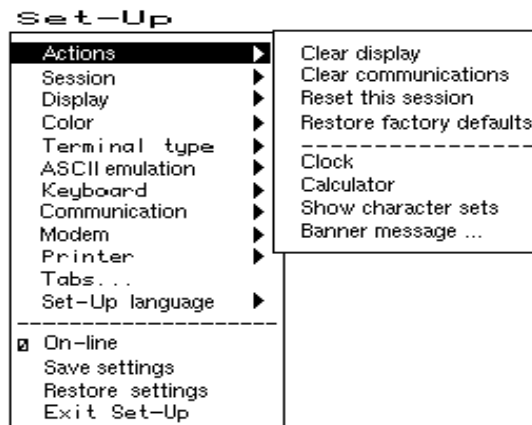 Set-Up
Actions
Session
Display
Color
Terminal type
ASCII emulation
Keyboard
Communication
Modem
Printer
Tabs...
Set-Up language
On-line
Save settings
Restore settings
Exit Set-Up
Clear display
Clear communications
Reset this session
Restore factory defaults
Clock
Calculator
Show character sets
Banner message ...